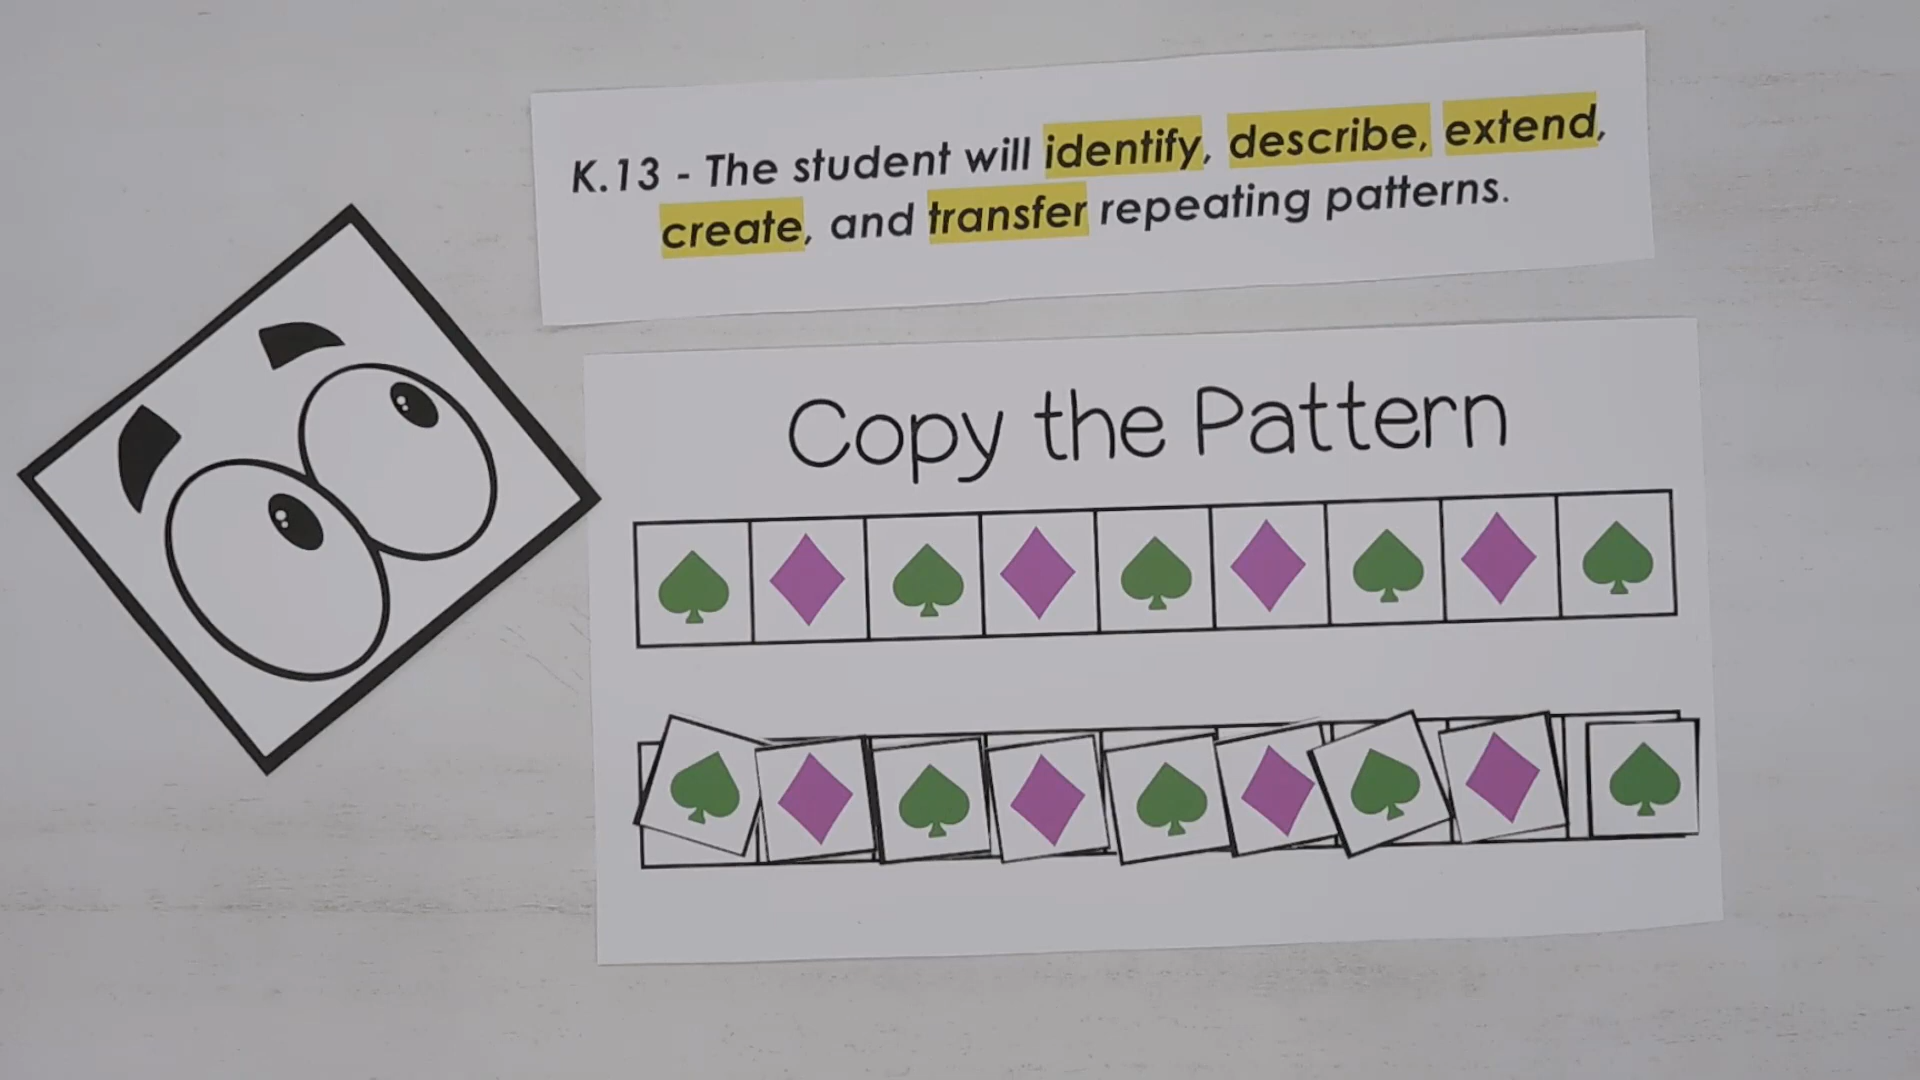 K.13 - The student will identify, describe, extend,
create, and transfer repeating patterns.
Copy the Pattern